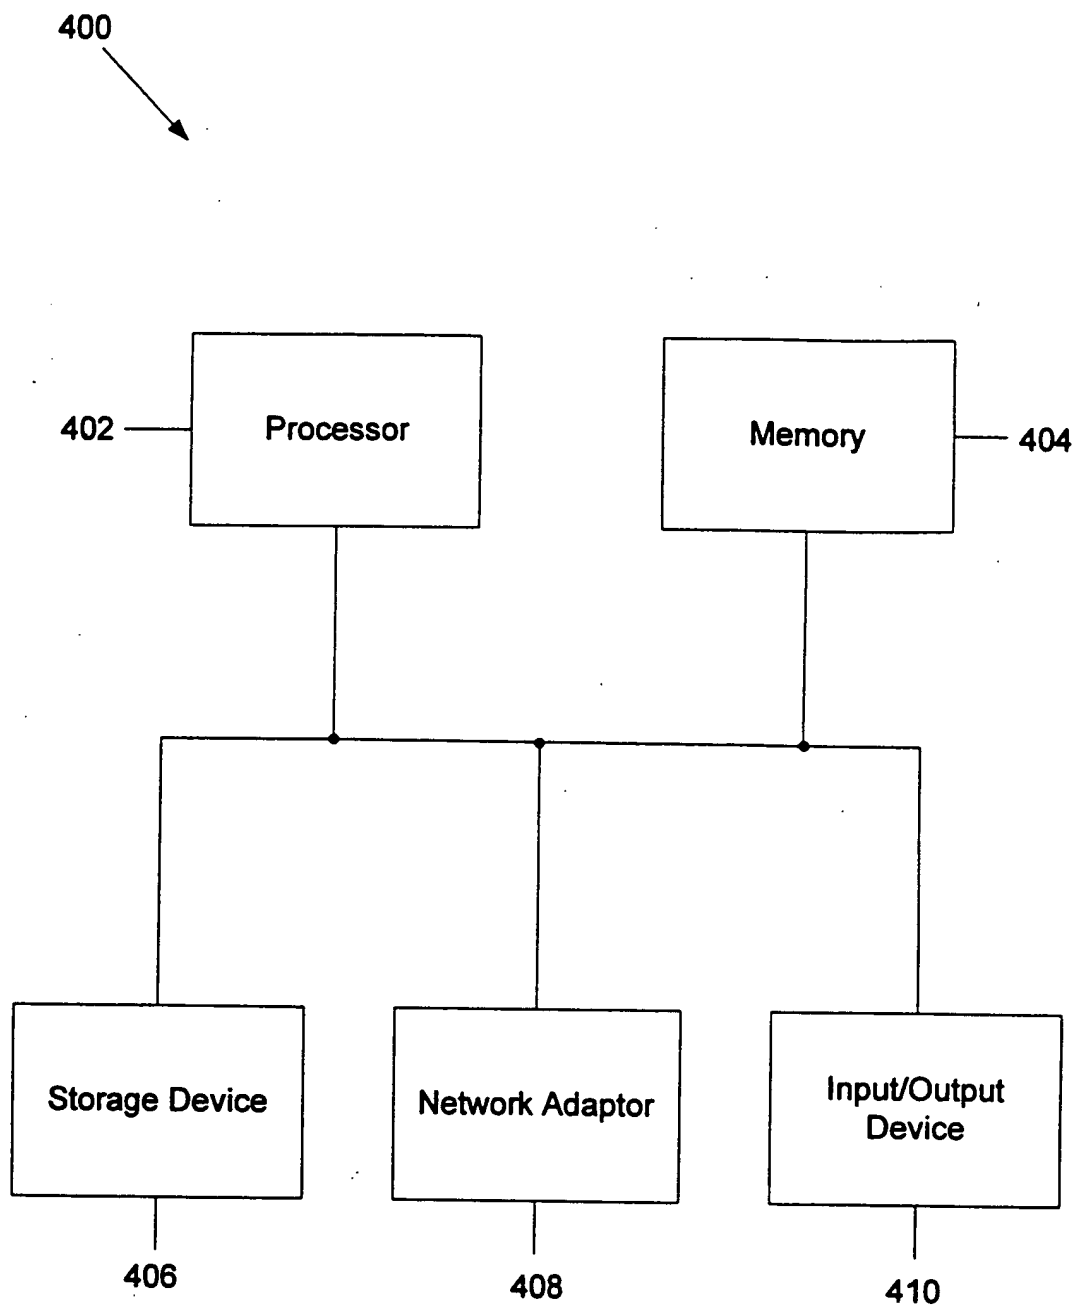 400
402
Processor
Memory
404
Storage Device
Network Adaptor
Input/Output
Device
406
408
410